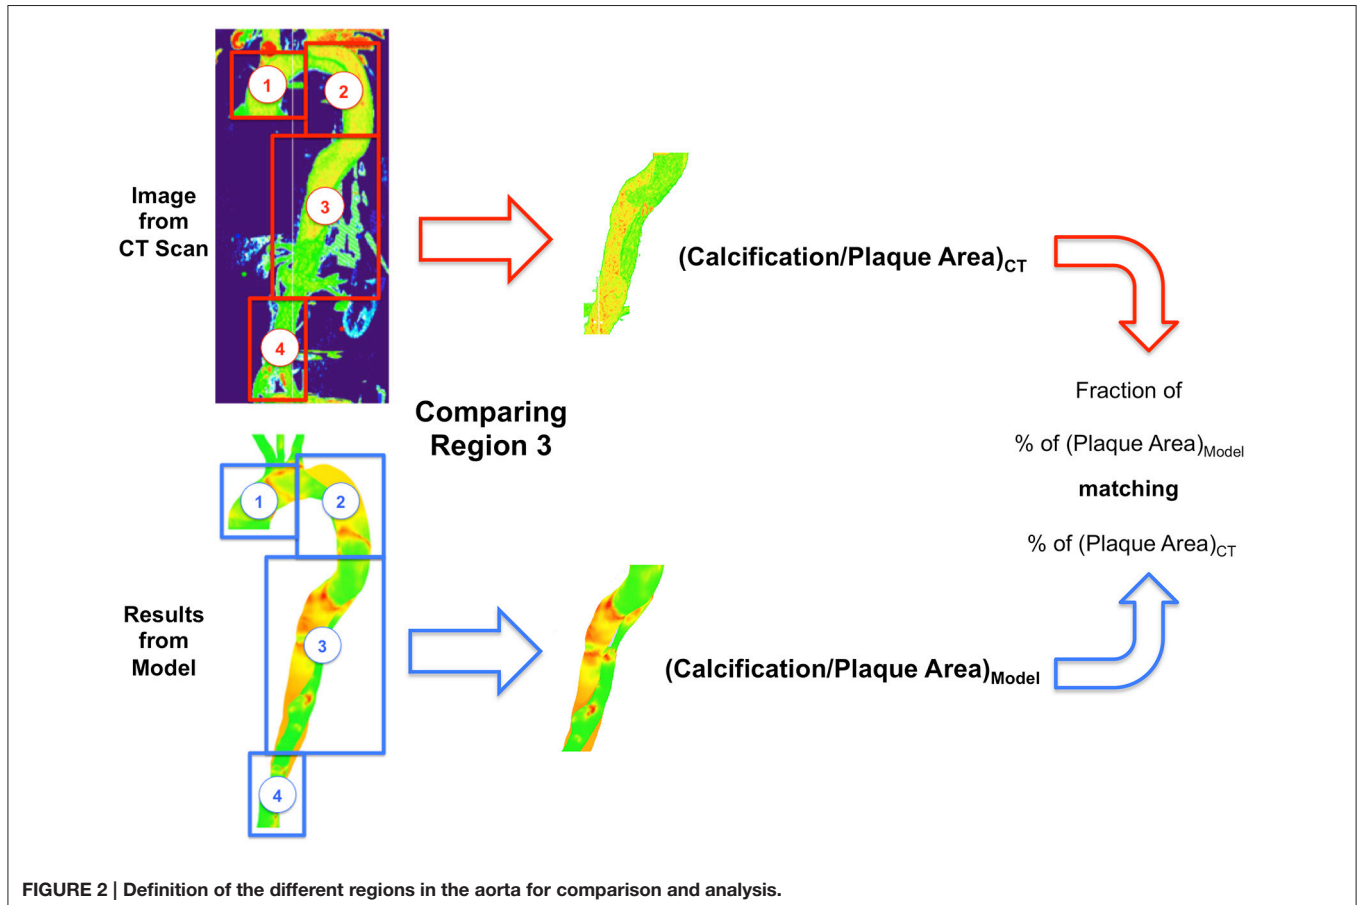 1
2
3
4
Image
from
CT Scan
(Calcification/Plaque Area)CT
Comparing
Region 3
Fraction of
% of (Plaque Area)Model
matching
% of (Plaque Area)CT
1
2
3
4
Results
from
Model
(Calcification/Plaque Area)Model
FIGURE 2 | Definition of the different regions in the aorta for comparison and analysis.